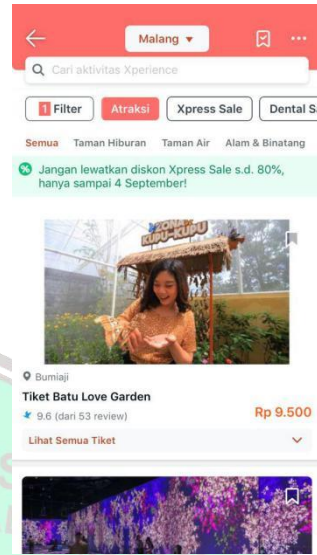 Malang
Cari aktivitas Xperience
1 Filter
Atraksi
Xpress Sale
Dental S
Semua
Taman Hiburan
Taman Air
Alam & Binatang
Jangan lewatkan diskon Xpress Sale s.d. 80%,
hanya sampai 4 September!
ZONA
KUPU-KUPU
Bumiaji
Tiket Batu Love Garden
9.6 (dari 53 review)
Rp 9.500
Lihat Semua Tiket